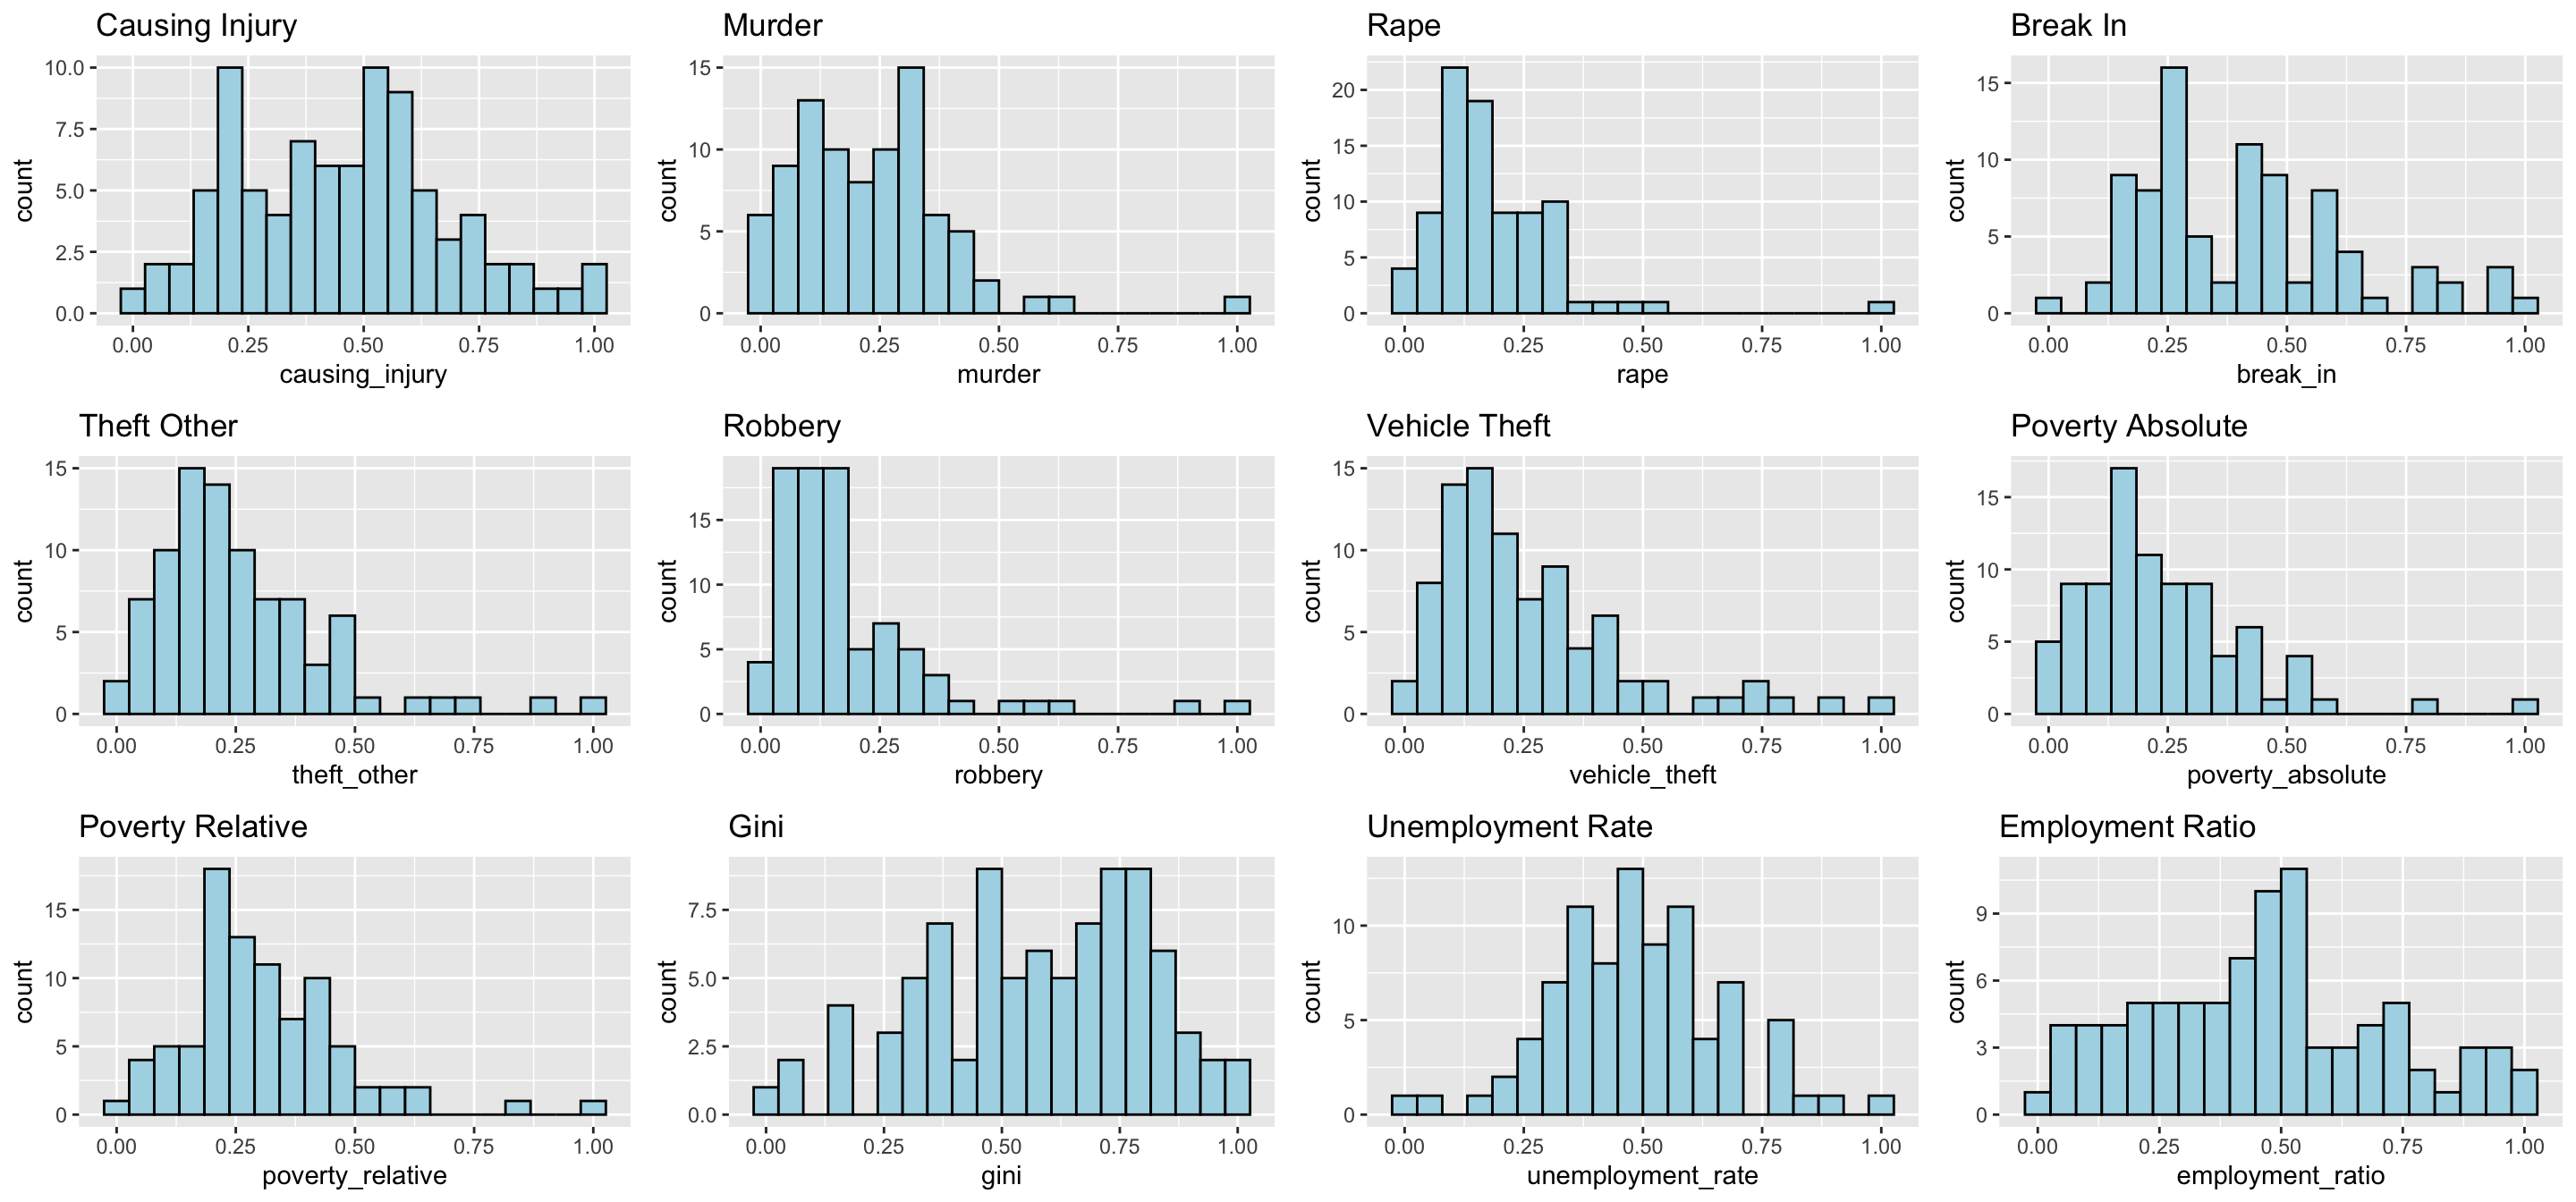 Causing Injury
Murder
Rape
Break In
10.0
7.5
5.0
2.5
0.0
count
0.00 0.25 0.50 0.75 1.00
causing_injury
15
10
5
0
count
0.00 0.25 0.50 0.75 1.00
murder
20
15
10
5
0
count
0.00 0.25 0.50 0.75 1.00
rape
15
10
5
0
count
0.00 0.25 0.50 0.75 1.00
break_in
Theft Other
Robbery
Vehicle Theft
Poverty Absolute
15
10
5
0
count
0.00 0.25 0.50 0.75 1.00
theft_other
15
10
5
0
count
0.00 0.25 0.50 0.75 1.00
robbery
15
10
5
0
count
0.00 0.25 0.50 0.75 1.00
vehicle_theft
15
10
5
0
count
0.00 0.25 0.50 0.75 1.00
poverty_absolute
Poverty Relative
Gini
Unemployment Rate
Employment Ratio
15
10
5
0
count
0.00 0.25 0.50 0.75 1.00
poverty_relative
7.5
5.0
2.5
0.0
count
0.00 0.25 0.50 0.75 1.00
gini
10
5
0
count
0.00 0.25 0.50 0.75 1.00
unemployment_rate
9
6
3
0
count
0.00 0.25 0.50 0.75 1.00
employment_ratio